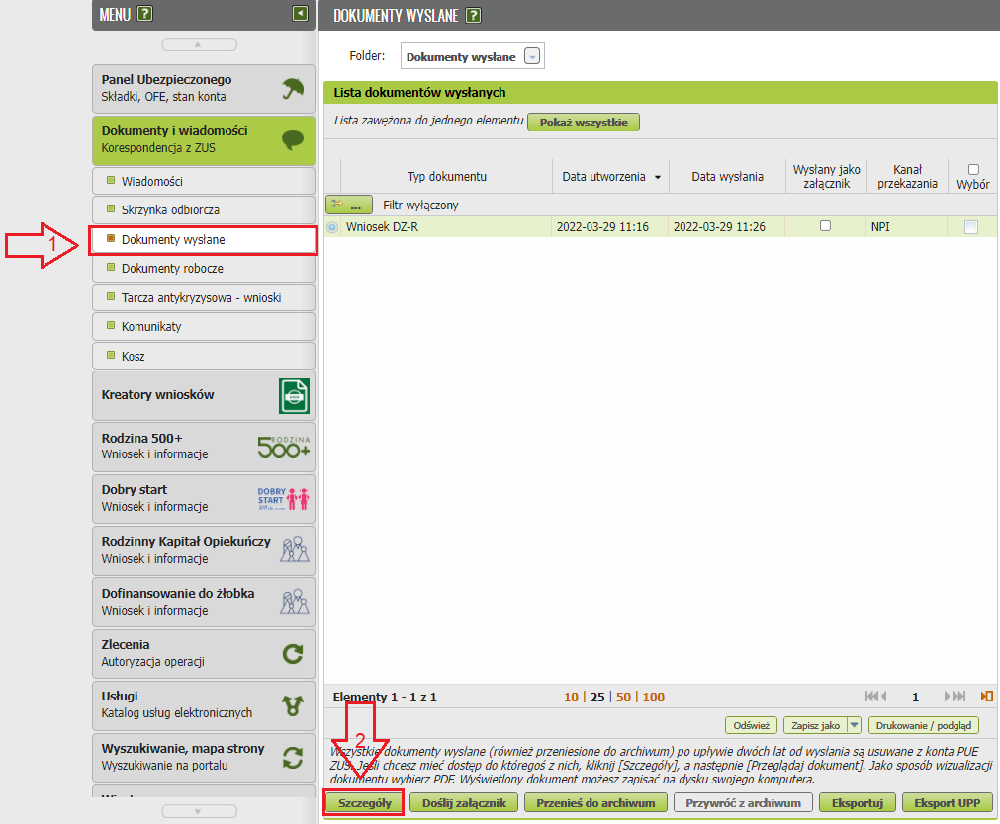 MENU ?
Panel Ubezpieczonego
Składki, OFE, stan konta
Dokumenty i wiadomości
Korespondencja z ZUS
Wiadomości
Skrzynka odbiorcza
1
Dokumenty wysłane
Dokumenty robocze
Tarcza antykryzysowa - wnioski
Komunikaty
Kosz
Kreatory wniosków
Rodzina 500+
Wniosek i informacje
RODZINA
500+
Dobry start
Wniosek i informacje
DOBRY
START
Rodzinny Kapitał Opiekuńczy
Wniosek i informacje
Dofinansowanie do żłobka
Wniosek i informacje
Zlecenia
Autoryzacja operacji
Usługi
Katalog usług elektronicznych
Wyszukiwanie, mapa strony
Wyszukiwanie na portalu
DOKUMENTY WYSŁANE ?
Folder: Dokumenty wysłane
Lista dokumentów wysłanych
Lista zawężona do jednego elementu Pokaż wszystkie
Typ dokumentu Data utworzenia Data wysłania Wysłany jako załącznik Kanał przekazania Wybór
... Filtr wyłączony
Wniosek DZ-R 2022-03-29 11:16 2022-03-29 11:26 NPI
Elementy 1 - 1 z 1 10 | 25 | 50 | 100 1
Odśwież Zapisz jako Drukowanie / podgląd
2
Wszystkie dokumenty wysłane (również przeniesione do archiwum) po upływie dwóch lat od wysłania są usuwane z konta PUE
ZUS. Jeśli chcesz mieć dostęp do któregoś z nich, kliknij [Szczegóły], a następnie [Przeglądaj dokument]. Jako sposób wizualizacji
dokumentu wybierz PDF. Wyświetlony dokument możesz zapisać na dysku swojego komputera.
Szczegóły Doślij załącznik Przenieś do archiwum Przywróć z archiwum Eksportuj Eksport UPP